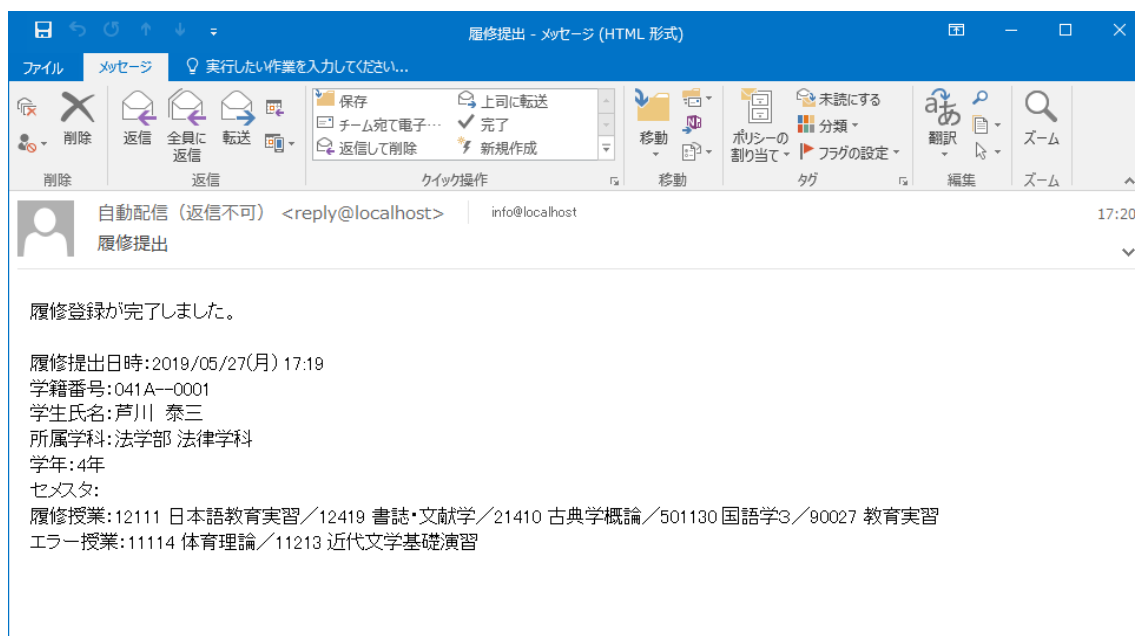 履修提出 - メッセージ (HTML 形式)
ファイル メッセージ 実行したい作業を入力してください...
削除 返信 全員に返信 転送
保存 上司に転送
チーム宛て電子… 完了
返信して削除 新規作成
移動 ポリシーの割り当て 未読にする
分類
フラグの設定
翻訳 ズーム
削除 返信 クイック操作 移動 タグ 編集 ズーム
自動配信（返信不可） <reply@localhost> info@localhost 17:20
履修提出
履修登録が完了しました。
履修提出日時:2019/05/27(月) 17:19
学籍番号:041A--0001
学生氏名:芦川 泰三
所属学科:法学部 法律学科
学年:4年
セメスタ:
履修授業:12111 日本語教育実習／12419 書誌・文献学／21410 古典学概論／501130 国語学3／90027 教育実習
エラー授業:11114 体育理論／11213 近代文学基礎演習